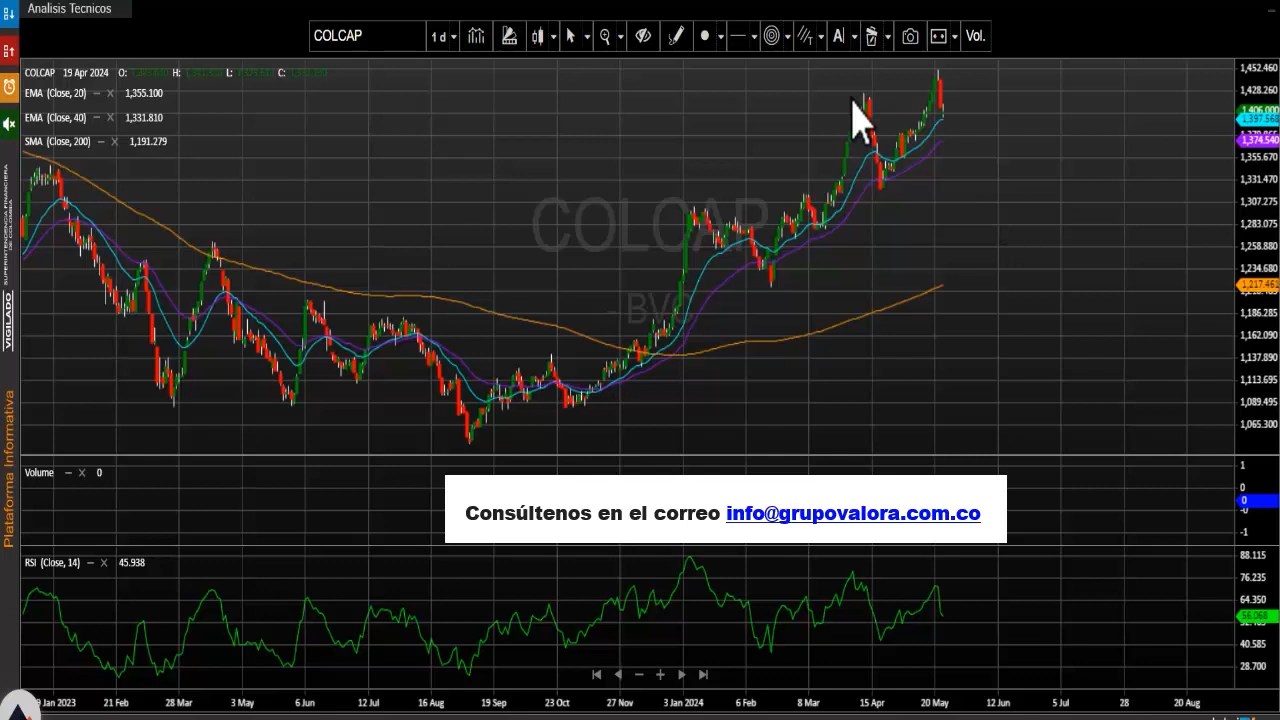 Analisis Tecnicos
COLCAP
1 d
Vol.
COLCAP 19 Apr 2024 O: H: L: C:
EMA (Close, 20) — X 1,355.100
EMA (Close, 40) — X 1,331.810
SMA (Close, 200) — X 1,191.279
COLCAP
- BVC
1,452.460
1,428.260
1,406.000
1,397.568
1,374.540
1,355.670
1,331.470
1,307.275
1,283.075
1,258.880
1,234.680
1,217.461
1,186.285
1,162.090
1,137.890
1,113.695
1,089.495
1,065.300
Volume — X 0
1
0
0
-0
-1
Consúltenos en el correo info@grupovalora.com.co
RSI (Close, 14) — X 45.938
88.115
76.235
64.350
56.068
40.585
28.700
Jan 2023
21 Feb
28 Mar
3 May
6 Jun
12 Jul
16 Aug
19 Sep
23 Oct
27 Nov
3 Jan 2024
6 Feb
8 Mar
15 Apr
20 May
12 Jun
5 Jul
28
20 Aug
SUPERINTENDENCIA FINANCIERA
DE COLOMBIA
VIGILADO
Plataforma Informativa